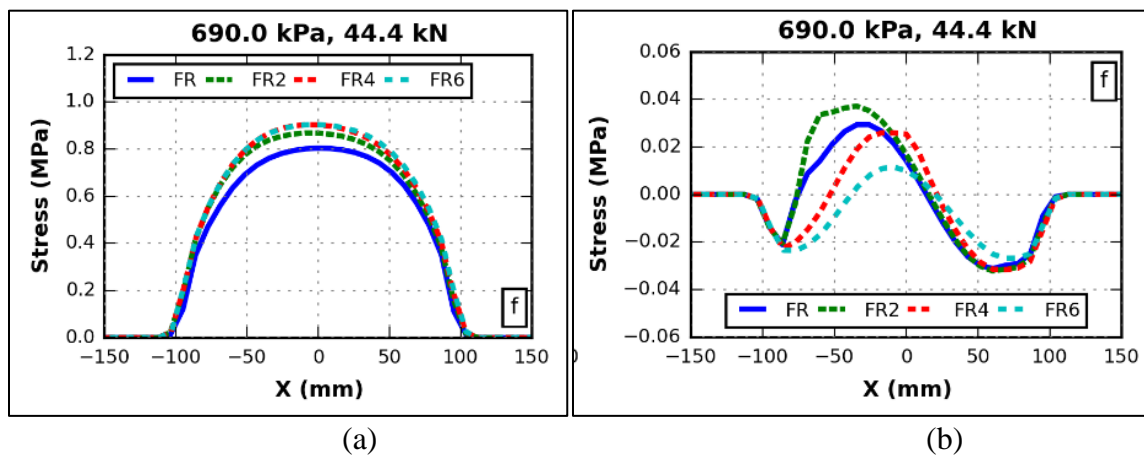 690.0 kPa, 44.4 kN
1.2
1.0
0.8
0.6
0.4
0.2
0.0
Stress (MPa)
FR FR2 FR4 FR6
f
−150 −100 −50 0 50 100 150
X (mm)
(a)
690.0 kPa, 44.4 kN
0.06
0.04
0.02
0.00
−0.02
−0.04
−0.06
Stress (MPa)
f
FR FR2 FR4 FR6
0
−150 −100 −50 0 50 100 150
X (mm)
(b)